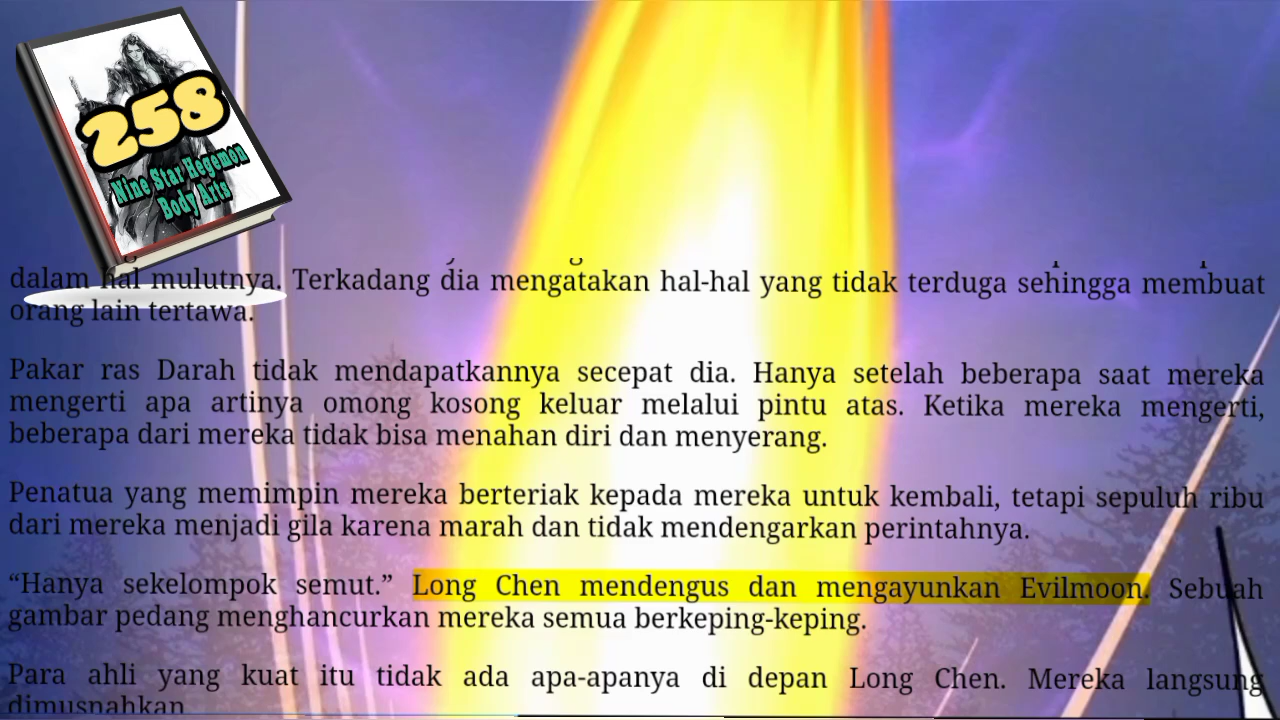 258
Nine Star Hegemon
Body Arts
dalam hal mulutnya. Terkadang dia mengatakan hal-hal yang tidak terduga sehingga membuat
orang lain tertawa.
Pakar ras Darah tidak mendapatkannya secepat dia. Hanya setelah beberapa saat mereka
mengerti apa artinya omong kosong keluar melalui pintu atas. Ketika mereka mengerti,
beberapa dari mereka tidak bisa menahan diri dan menyerang.
Penatua yang memimpin mereka berteriak kepada mereka untuk kembali, tetapi sepuluh ribu
dari mereka menjadi gila karena marah dan tidak mendengarkan perintahnya.
“Hanya sekelompok semut.” Long Chen mendengus dan mengayunkan Evilmoon. Sebuah
gambar pedang menghancurkan mereka semua berkeping-keping.
Para ahli yang kuat itu tidak ada apa-apanya di depan Long Chen. Mereka langsung
dimusnahkan